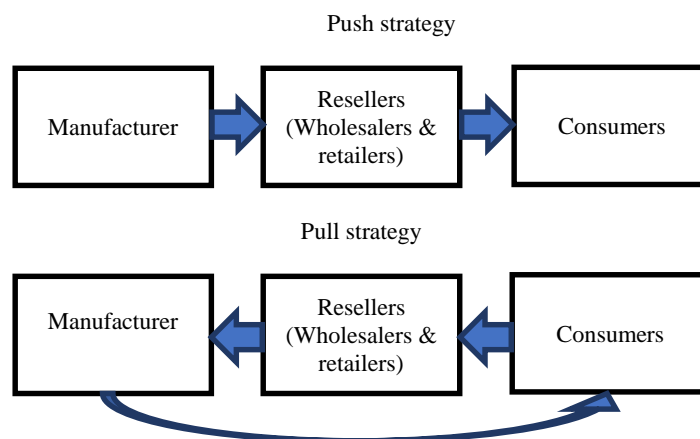 Push strategy
Manufacturer
Resellers
(Wholesalers &
retailers)
Consumers
Pull strategy
Manufacturer
Resellers
(Wholesalers &
retailers)
Consumers